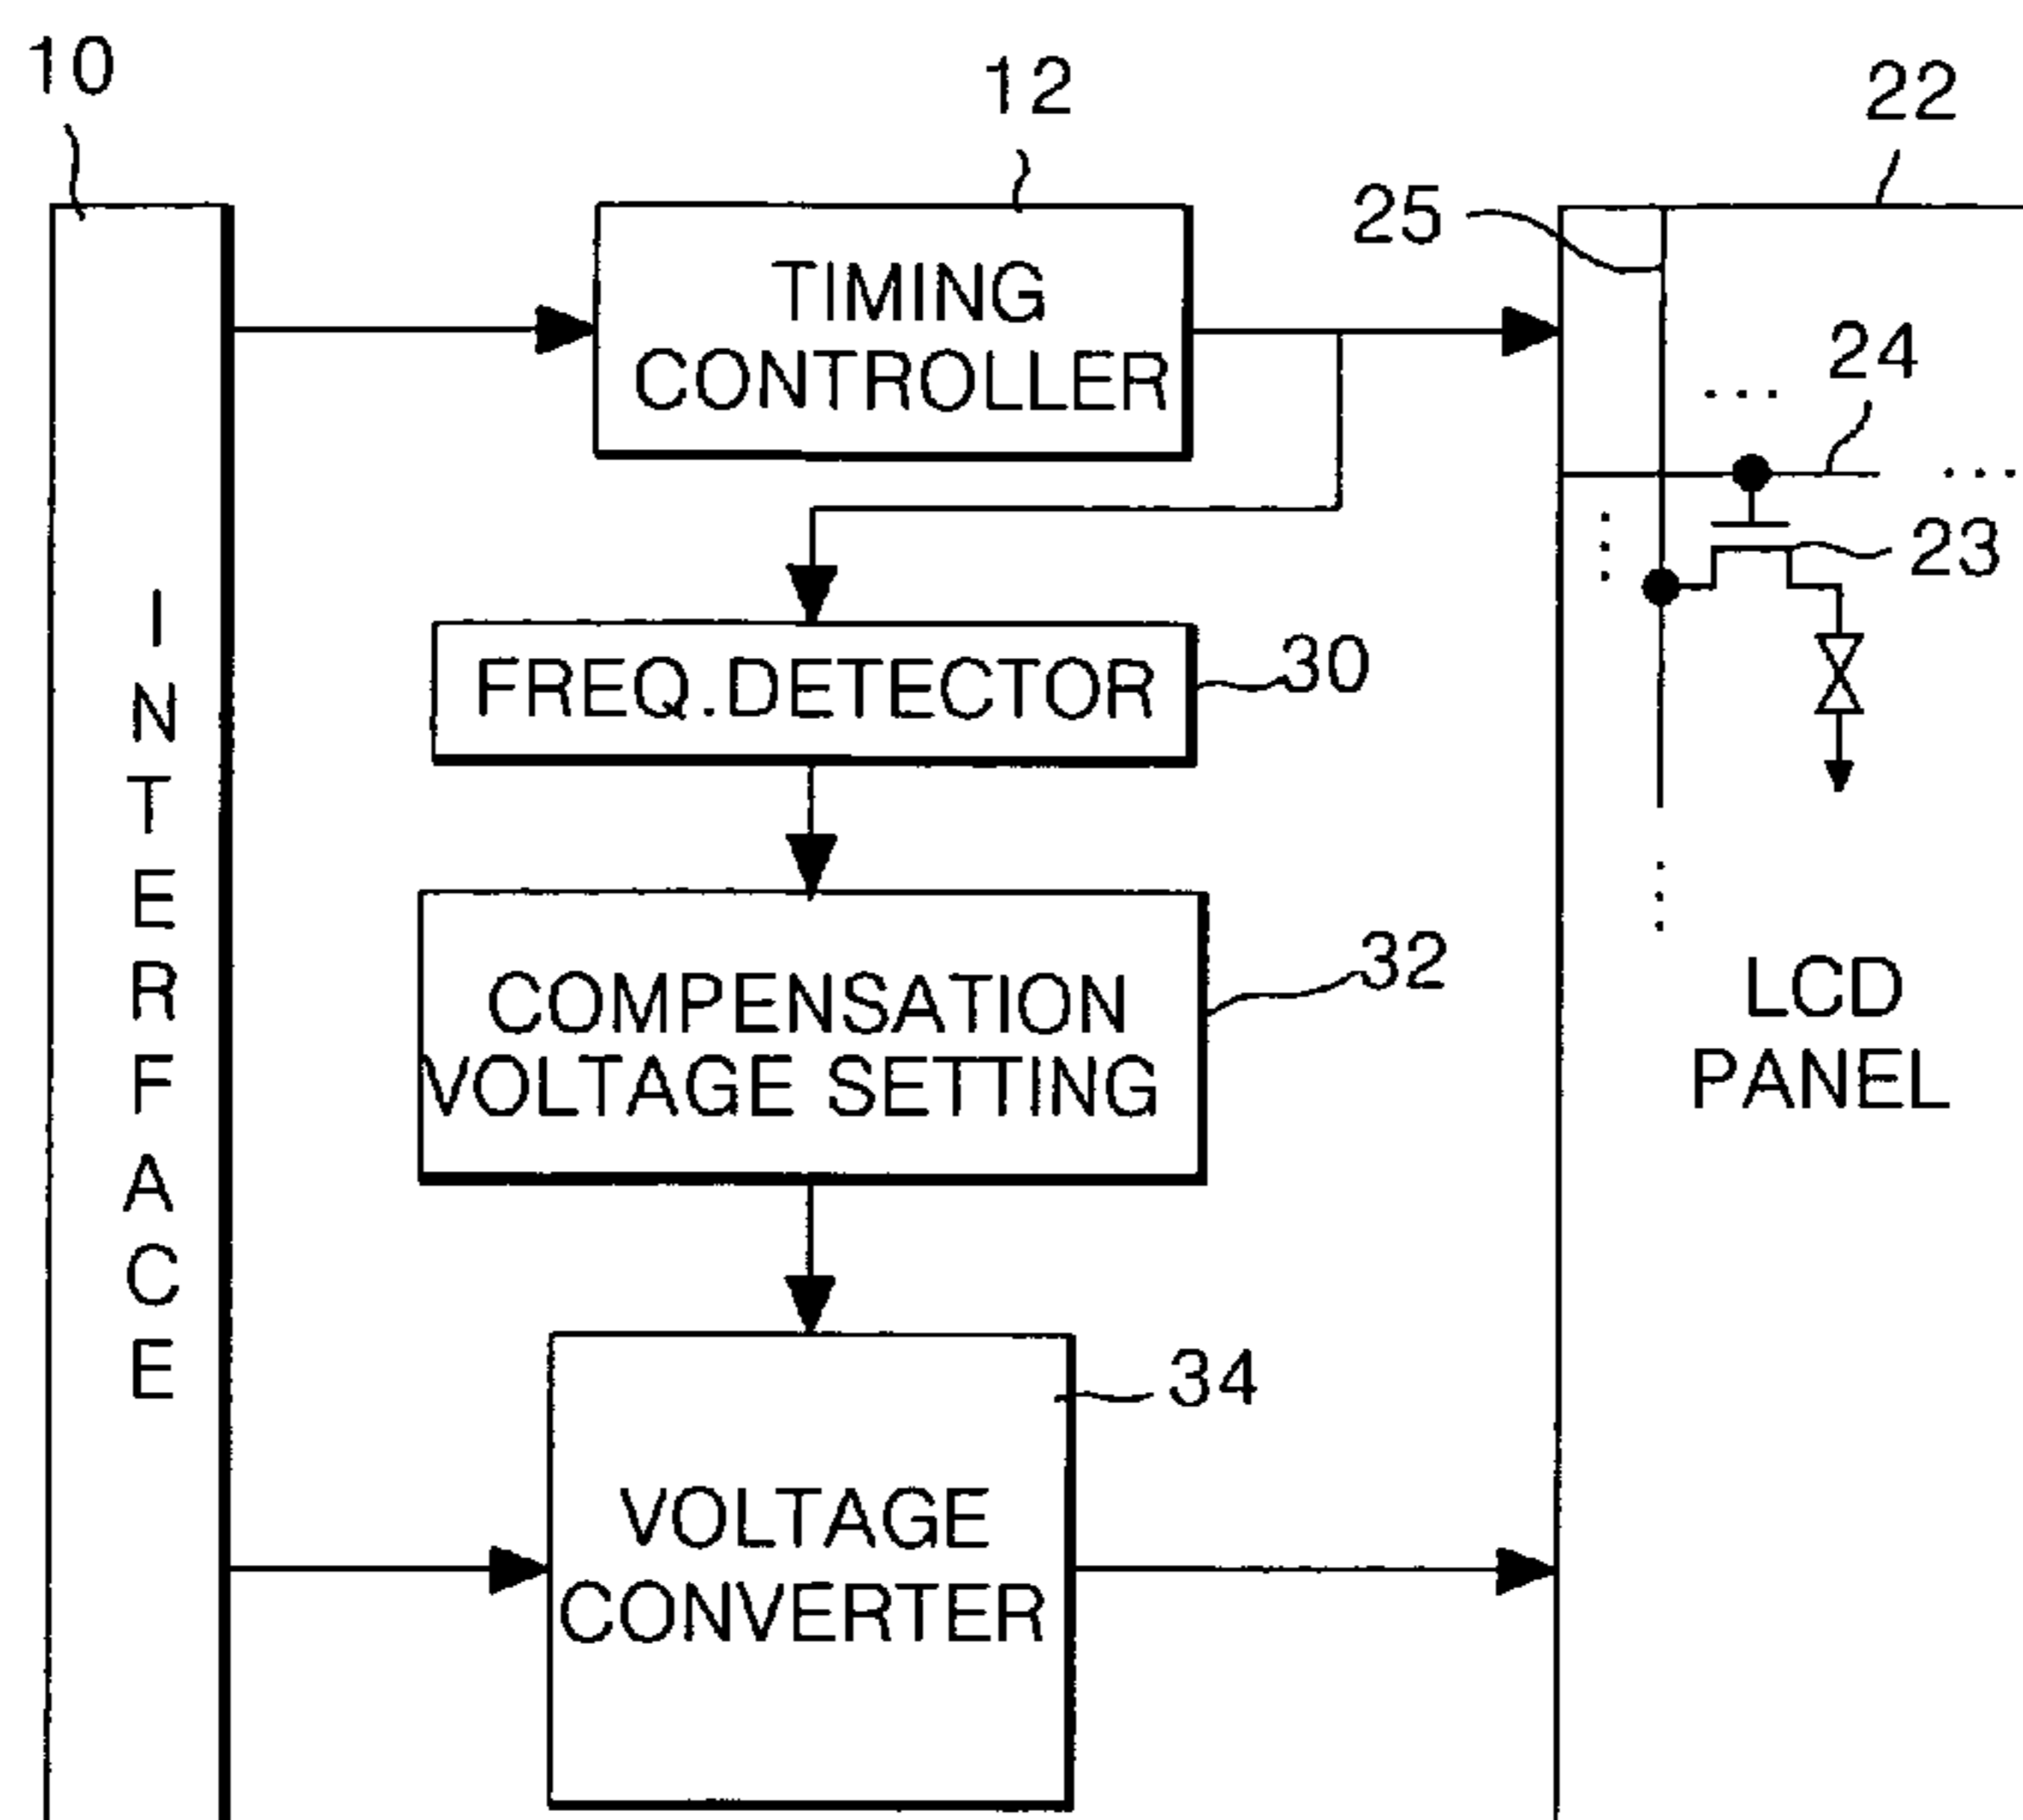 10
12
22
25
TIMING
CONTROLLER
24
23
INTERFACE
FREQ.DETECTOR
30
COMPENSATION
VOLTAGE SETTING
32
LCD
PANEL
34
VOLTAGE
CONVERTER